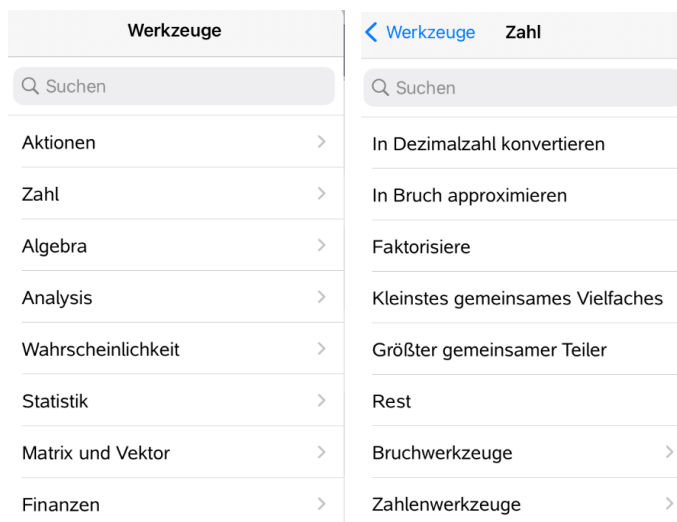 Werkzeuge
Suchen
Aktionen
Zahl
Algebra
Analysis
Wahrscheinlichkeit
Statistik
Matrix und Vektor
Finanzen
Werkzeuge Zahl
Suchen
In Dezimalzahl konvertieren
In Bruch approximieren
Faktorisiere
Kleinstes gemeinsames Vielfaches
Größter gemeinsamer Teiler
Rest
Bruchwerkzeuge
Zahlenwerkzeuge